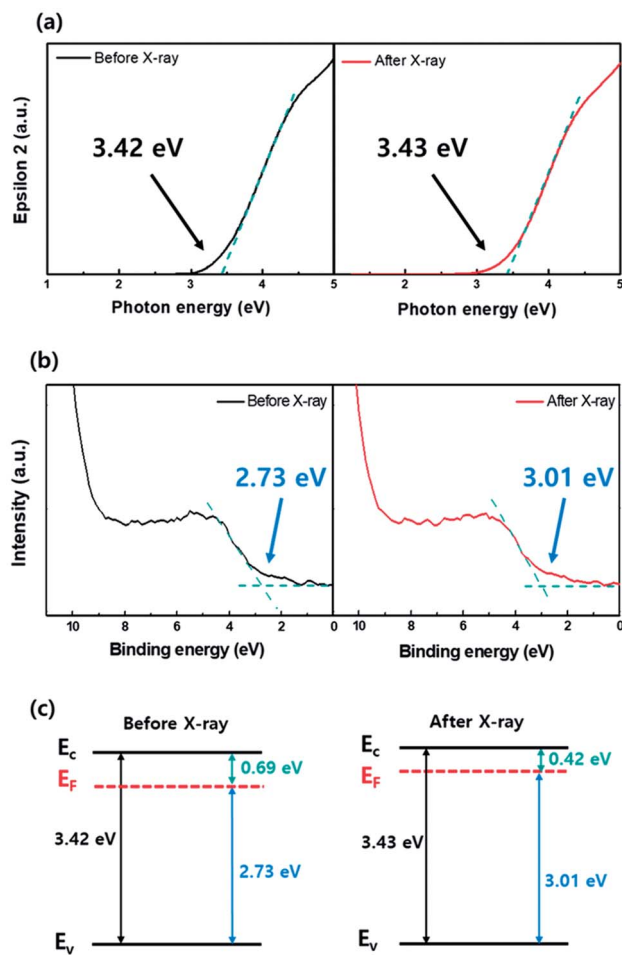 (a)
Before X-ray
After X-ray
3.42 eV
3.43 eV
Epsilon 2 (a.u.)
1 2 3 4 5 2 3 4 5
Photon energy (eV)
Photon energy (eV)
(b)
Before X-ray
After X-ray
2.73 eV
3.01 eV
Intensity (a.u.)
10 8 6 4 2 0 10 8 6 4 2 0
Binding energy (eV)
Binding energy (eV)
(c)
Before X-ray
After X-ray
Ec
0.69 eV
EF
3.42 eV
2.73 eV
Ev
Ec
0.42 eV
EF
3.43 eV
3.01 eV
Ev